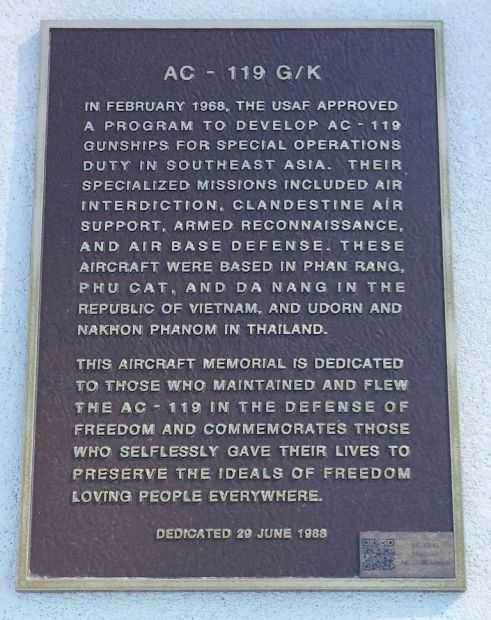 AC - 119 G/K
IN FEBRUARY 1968, THE USAF APPROVED
A PROGRAM TO DEVELOP AC - 119
GUNSHIPS FOR SPECIAL OPERATIONS
DUTY IN SOUTHEAST ASIA. THEIR
SPECIALIZED MISSIONS INCLUDED AIR
INTERDICTION, CLANDESTINE AIR
SUPPORT, ARMED RECONNAISSANCE,
AND AIR BASE DEFENSE. THESE
AIRCRAFT WERE BASED IN PHAN RANG,
PHU CAT, AND DA NANG IN THE
REPUBLIC OF VIETNAM, AND UDORN AND
NAKHON PHANOM IN THAILAND.
THIS AIRCRAFT MEMORIAL IS DEDICATED
TO THOSE WHO MAINTAINED AND FLEW
THE AC - 119 IN THE DEFENSE OF
FREEDOM AND COMMEMORATES THOSE
WHO SELFLESSLY GAVE THEIR LIVES TO
PRESERVE THE IDEALS OF FREEDOM
LOVING PEOPLE EVERYWHERE.
DEDICATED 29 JUNE 1988